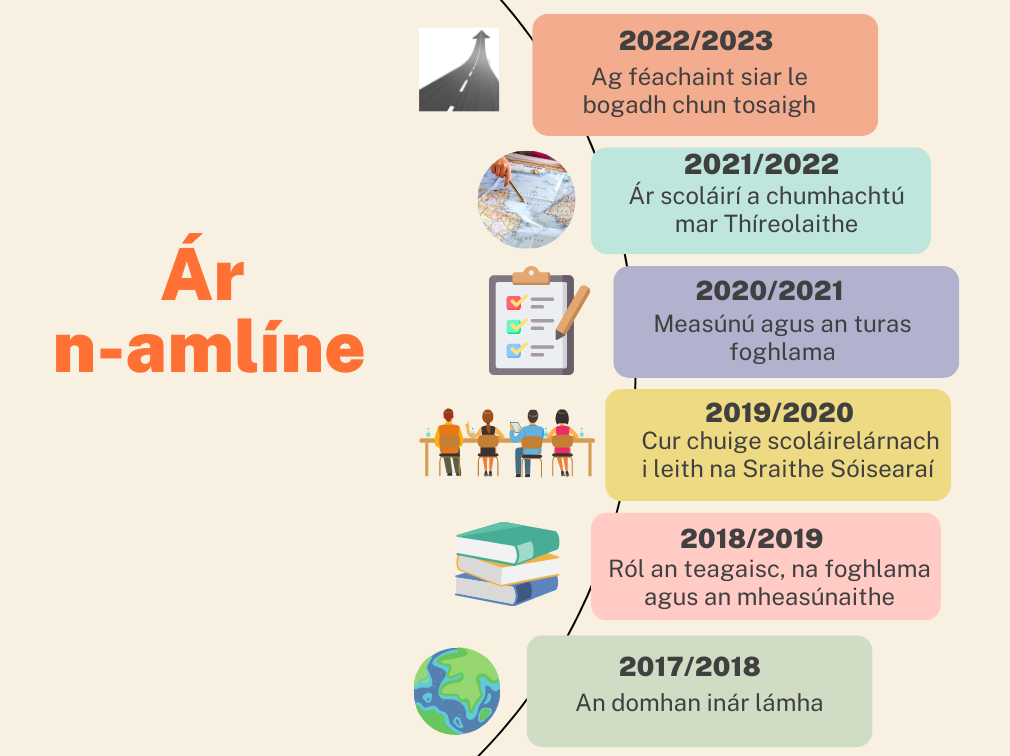 Ár
n-amlíne
2022/2023
Ag féachaint siar le
bogadh chun tosaigh
2021/2022
Ár scoláirí a chumhachtú
mar Thíreolaithe
2020/2021
Measúnú agus an turas
foghlama
2019/2020
Cur chuige scoláirelárnach
i leith na Sraithe Sóisearaí
2018/2019
Ról an teagaisc, na foghlama
agus an mheasúnaithe
2017/2018
An domhan inár lámha